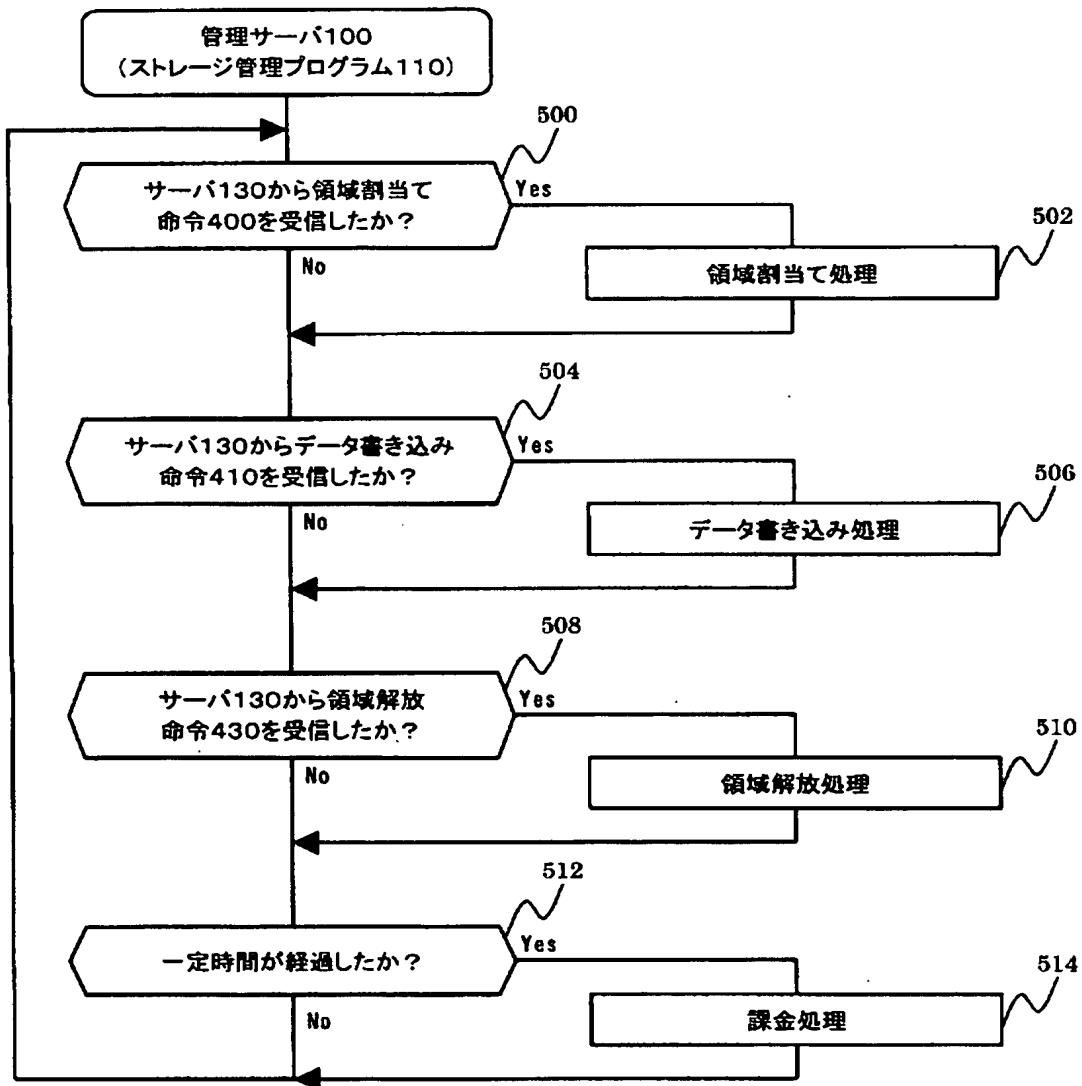 管理サーバ100
(ストレージ管理プログラム110)
500
サーバ130から領域割当て
命令400を受信したか?
Yes
No
502
領域割当て処理
504
サーバ130からデータ書き込み
命令410を受信したか?
Yes
No
506
データ書き込み処理
508
サーバ130から領域解放
命令430を受信したか?
Yes
No
510
領域解放処理
512
一定時間が経過したか?
Yes
No
514
課金処理